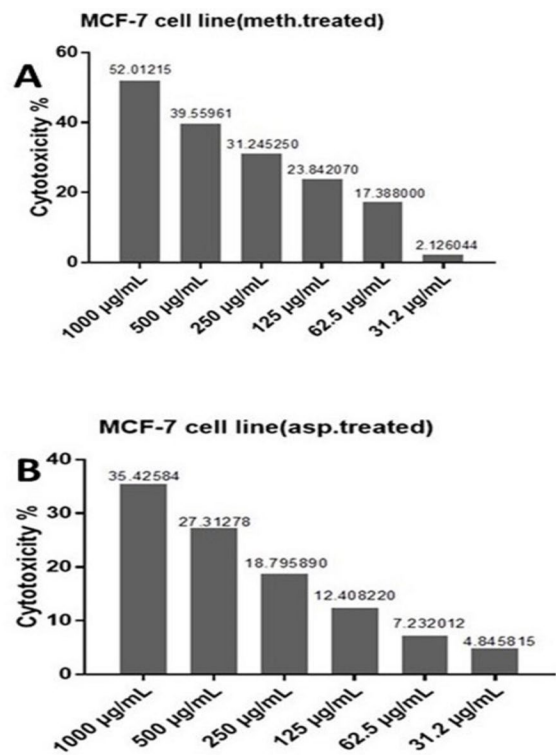 MCF-7 cell line(meth.treated)
A
Cytotoxicity %
60
40
20
0
52.01215
39.55961
31.245250
23.842070
17.388000
2.126044
1000 µg/mL
500 µg/mL
250 µg/mL
125 µg/mL
62.5 µg/mL
31.2 µg/mL
MCF-7 cell line(asp.treated)
B
Cytotoxicity %
40
30
20
10
0
35.42584
27.31278
18.795890
12.408220
7.232012
4.845815
1000 µg/mL
500 µg/mL
250 µg/mL
125 µg/mL
62.5 µg/mL
31.2 µg/mL